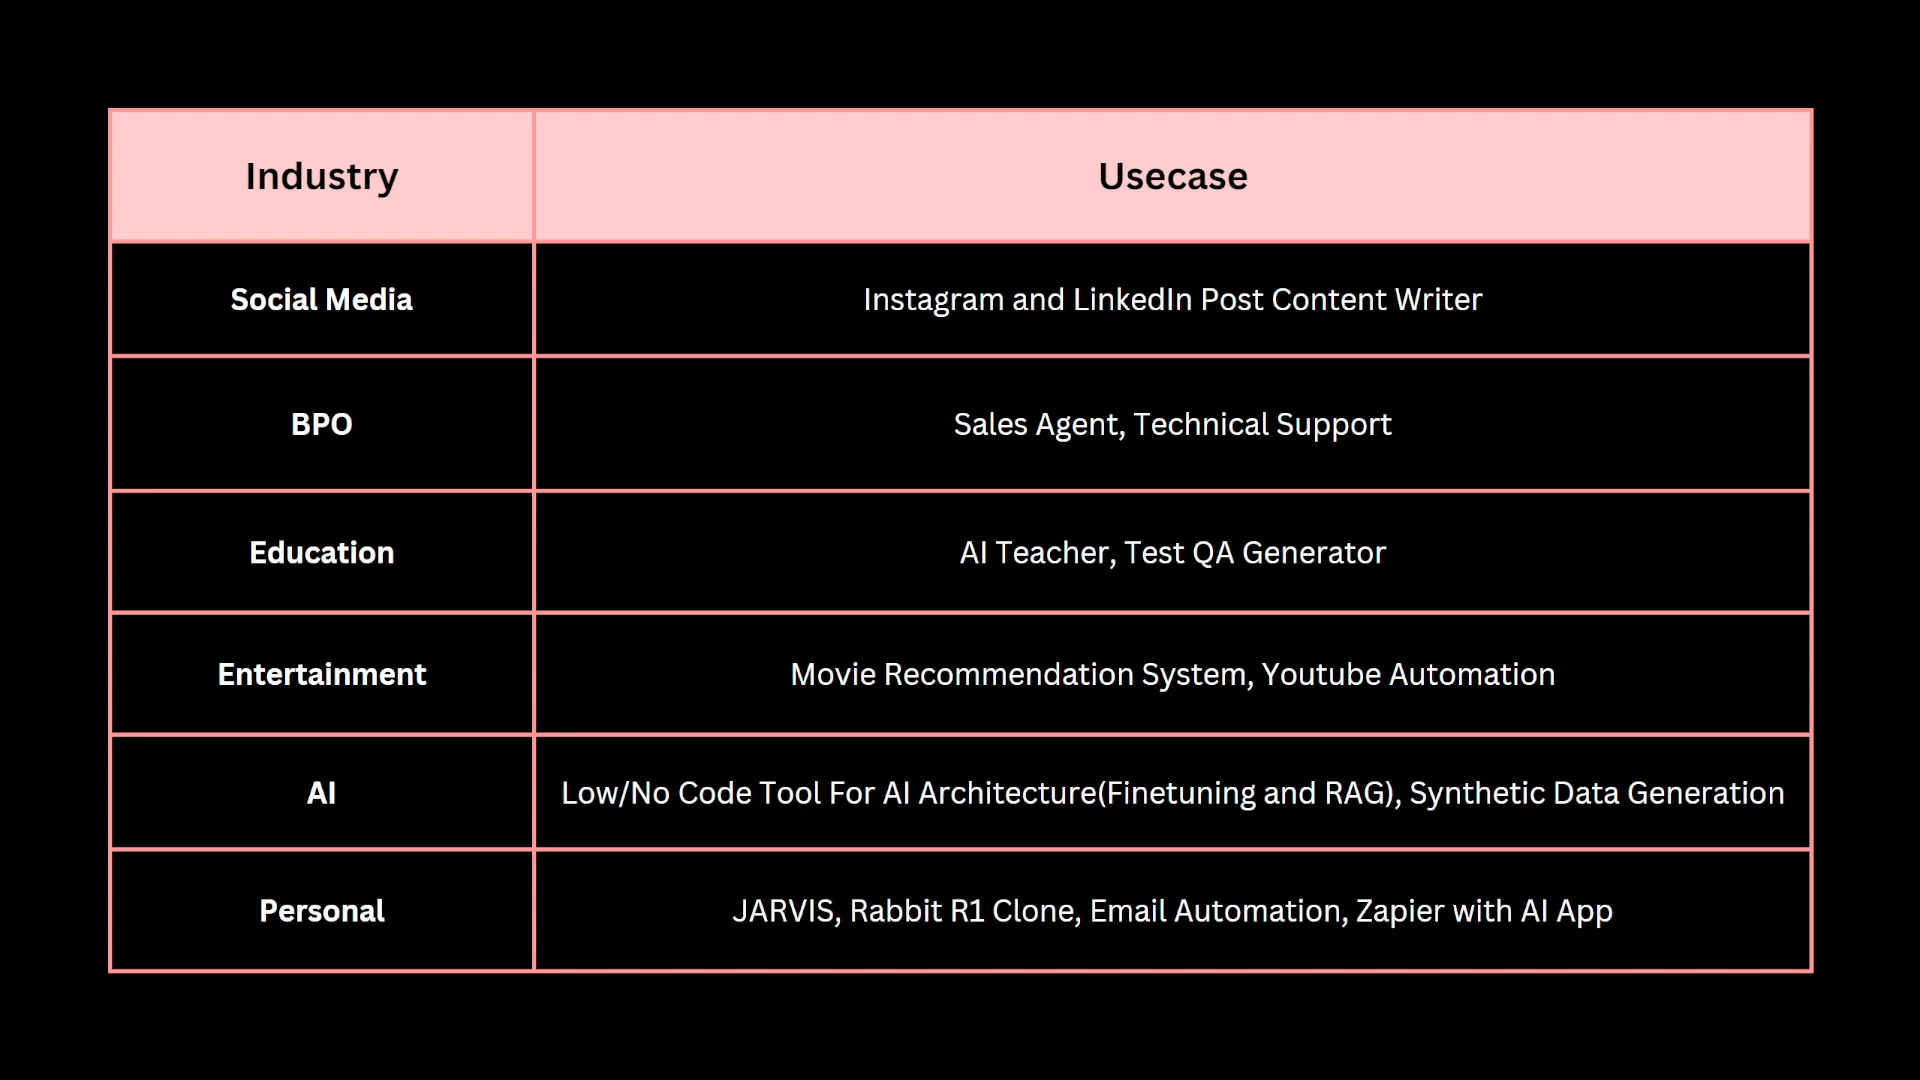 Industry
Usecase
Social Media
Instagram and LinkedIn Post Content Writer
BPO
Sales Agent, Technical Support
Education
AI Teacher, Test QA Generator
Entertainment
Movie Recommendation System, Youtube Automation
AI
Low/No Code Tool For AI Architecture(Finetuning and RAG), Synthetic Data Generation
Personal
JARVIS, Rabbit R1 Clone, Email Automation, Zapier with AI App